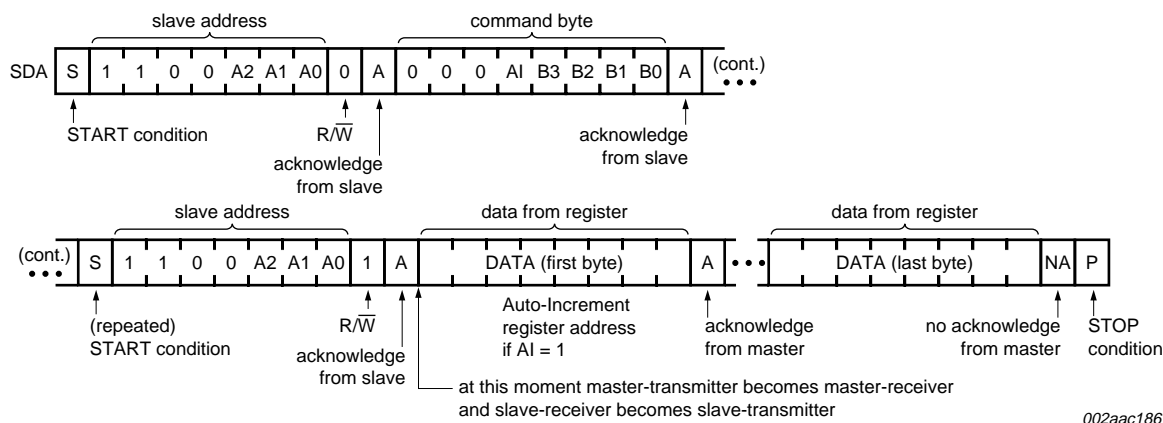 slave address command byte
SDA S 1 1 0 0 A2 A1 A0 0 A 0 0 0 AI B3 B2 B1 B0 A (cont.)
START condition R/W̅ acknowledge from slave acknowledge from slave
slave address data from register data from register
(cont.) S 1 1 0 0 A2 A1 A0 1 A DATA (first byte) A DATA (last byte) NA P
(repeated) START condition R/W̅ acknowledge from slave Auto-Increment register address if AI = 1 acknowledge from master no acknowledge from master STOP condition
at this moment master-transmitter becomes master-receiver
and slave-receiver becomes slave-transmitter
002aac186